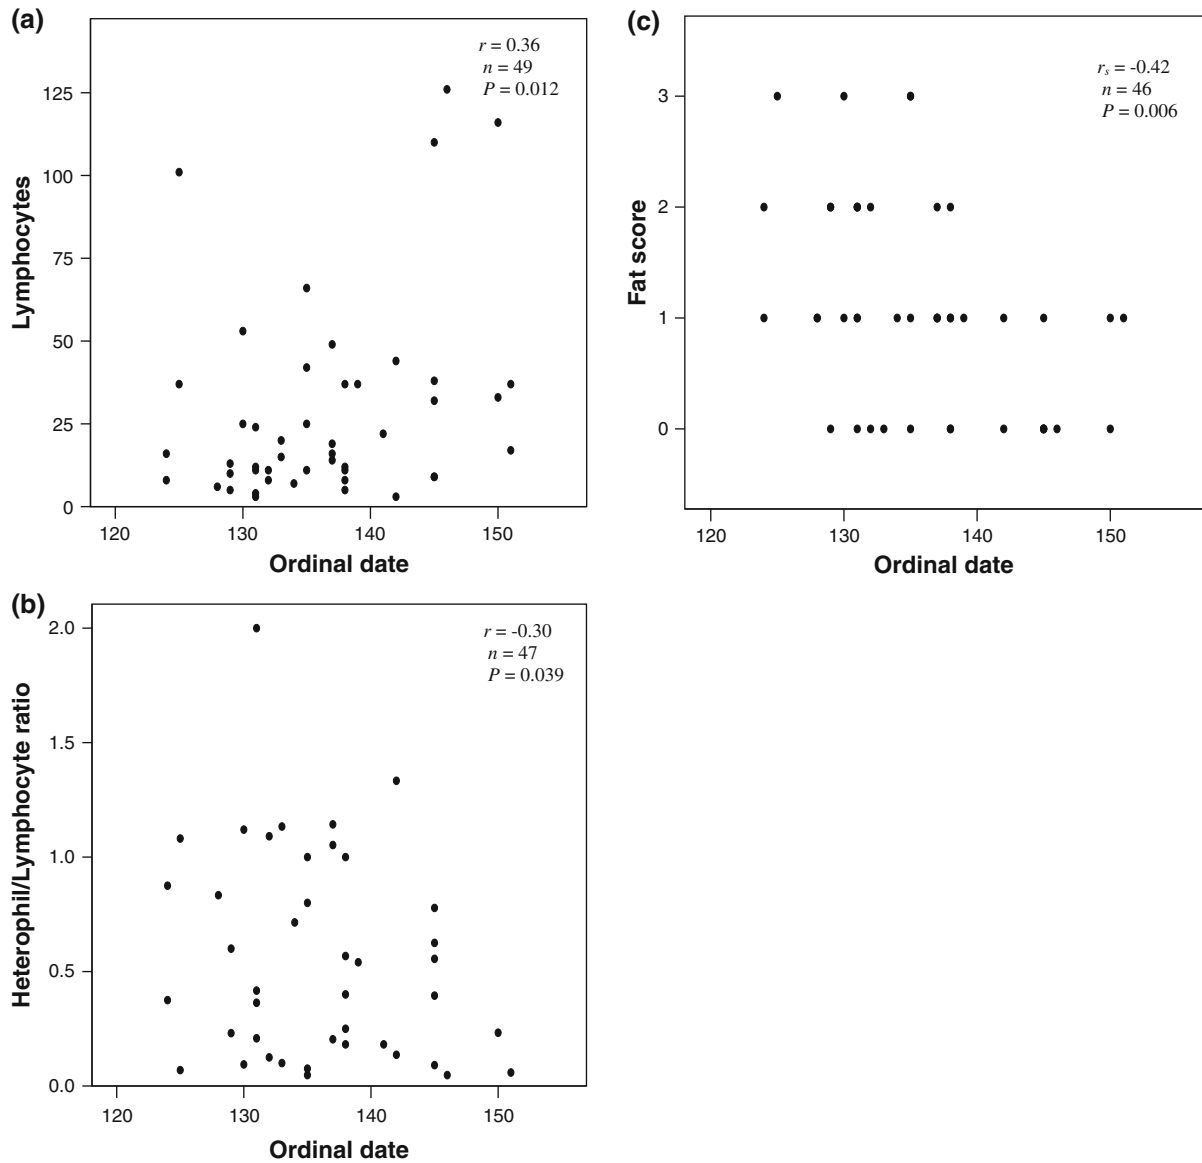 (a)
r = 0.36
n = 49
P = 0.012
125
100
75
50
25
0
Lymphocytes
120 130 140 150
Ordinal date
(b)
r = -0.30
n = 47
P = 0.039
2.0
1.5
1.0
0.5
0.0
Heterophil/Lymphocyte ratio
120 130 140 150
Ordinal date
(c)
rs = -0.42
n = 46
P = 0.006
3
2
1
0
Fat score
120 130 140 150
Ordinal date